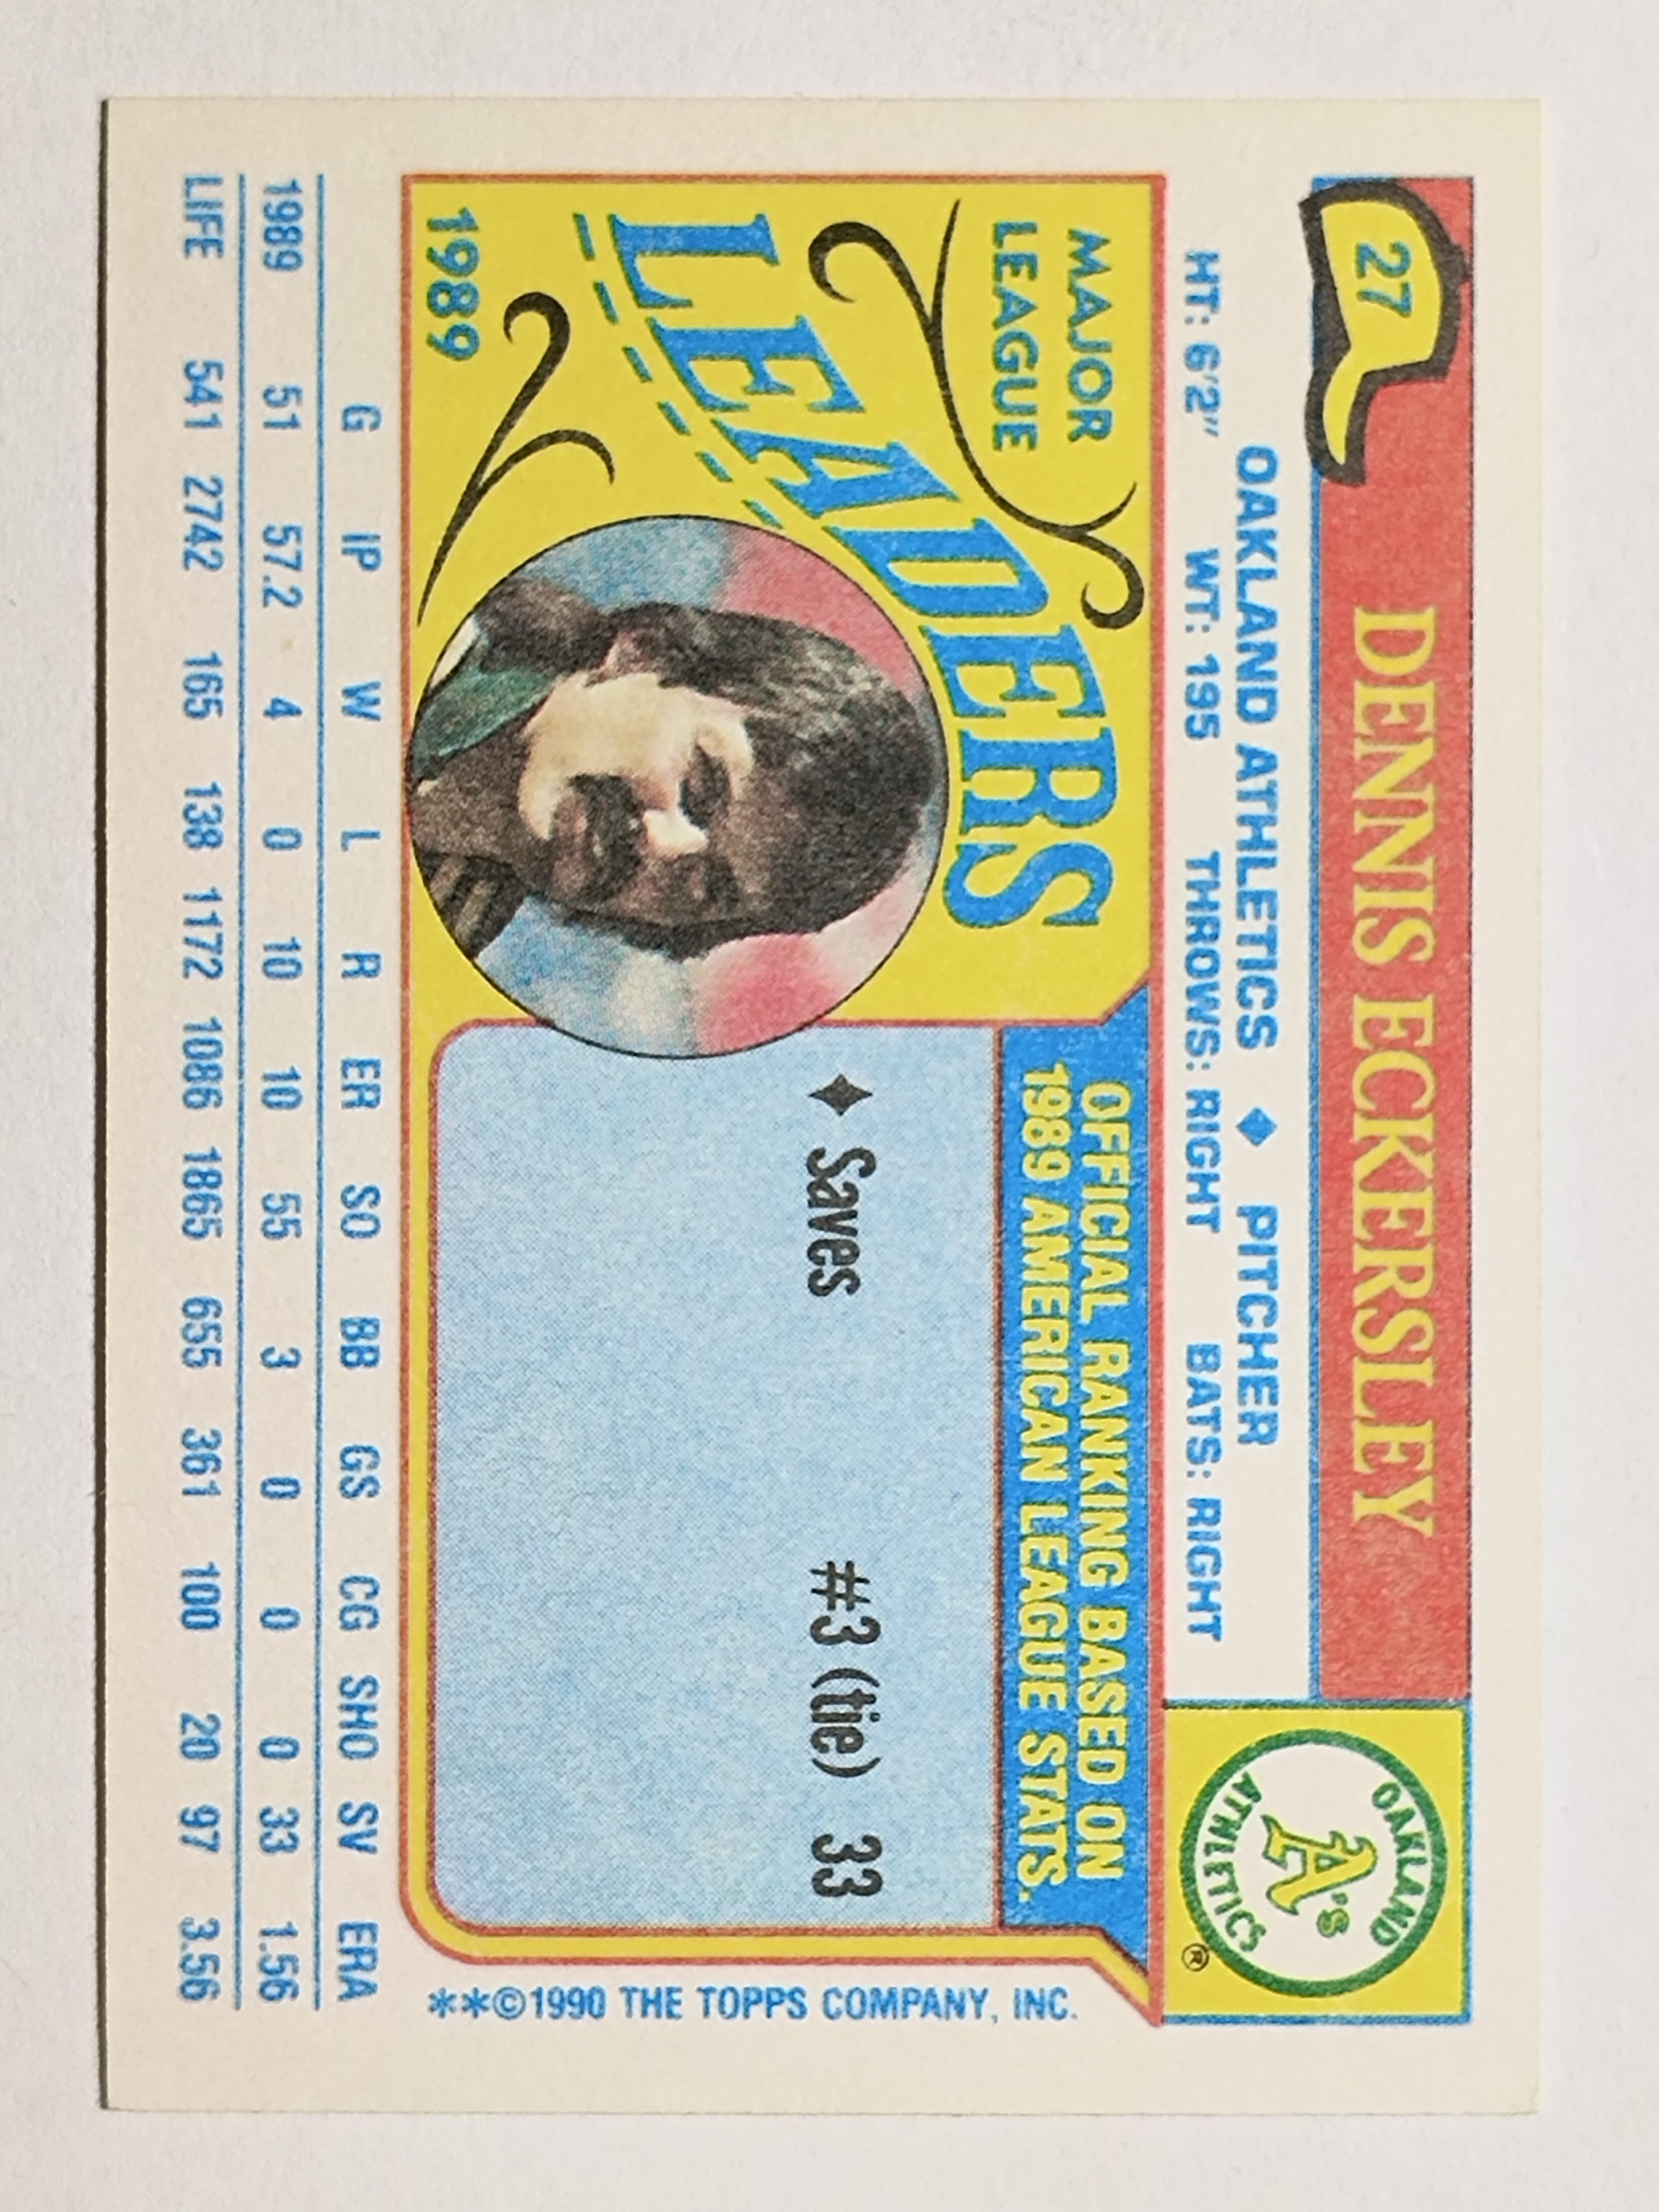 27
DENNIS ECKERSLEY
OAKLAND ATHLETICS ♦ PITCHER
HT: 6'2" WT: 195 THROWS: RIGHT BATS: RIGHT
OAKLAND
A's
ATHLETICS
®
MAJOR
LEAGUE
LEADERS
1989
OFFICIAL RANKING BASED ON
1989 AMERICAN LEAGUE STATS.
♦ Saves #3 (tie) 33
**©1990 THE TOPPS COMPANY, INC.
G IP W L R ER SO BB GS CG SHO SV ERA
1989 51 57.2 4 0 10 10 55 3 0 0 0 33 1.56
LIFE 541 2742 165 138 1172 1086 1865 655 361 100 20 97 3.56